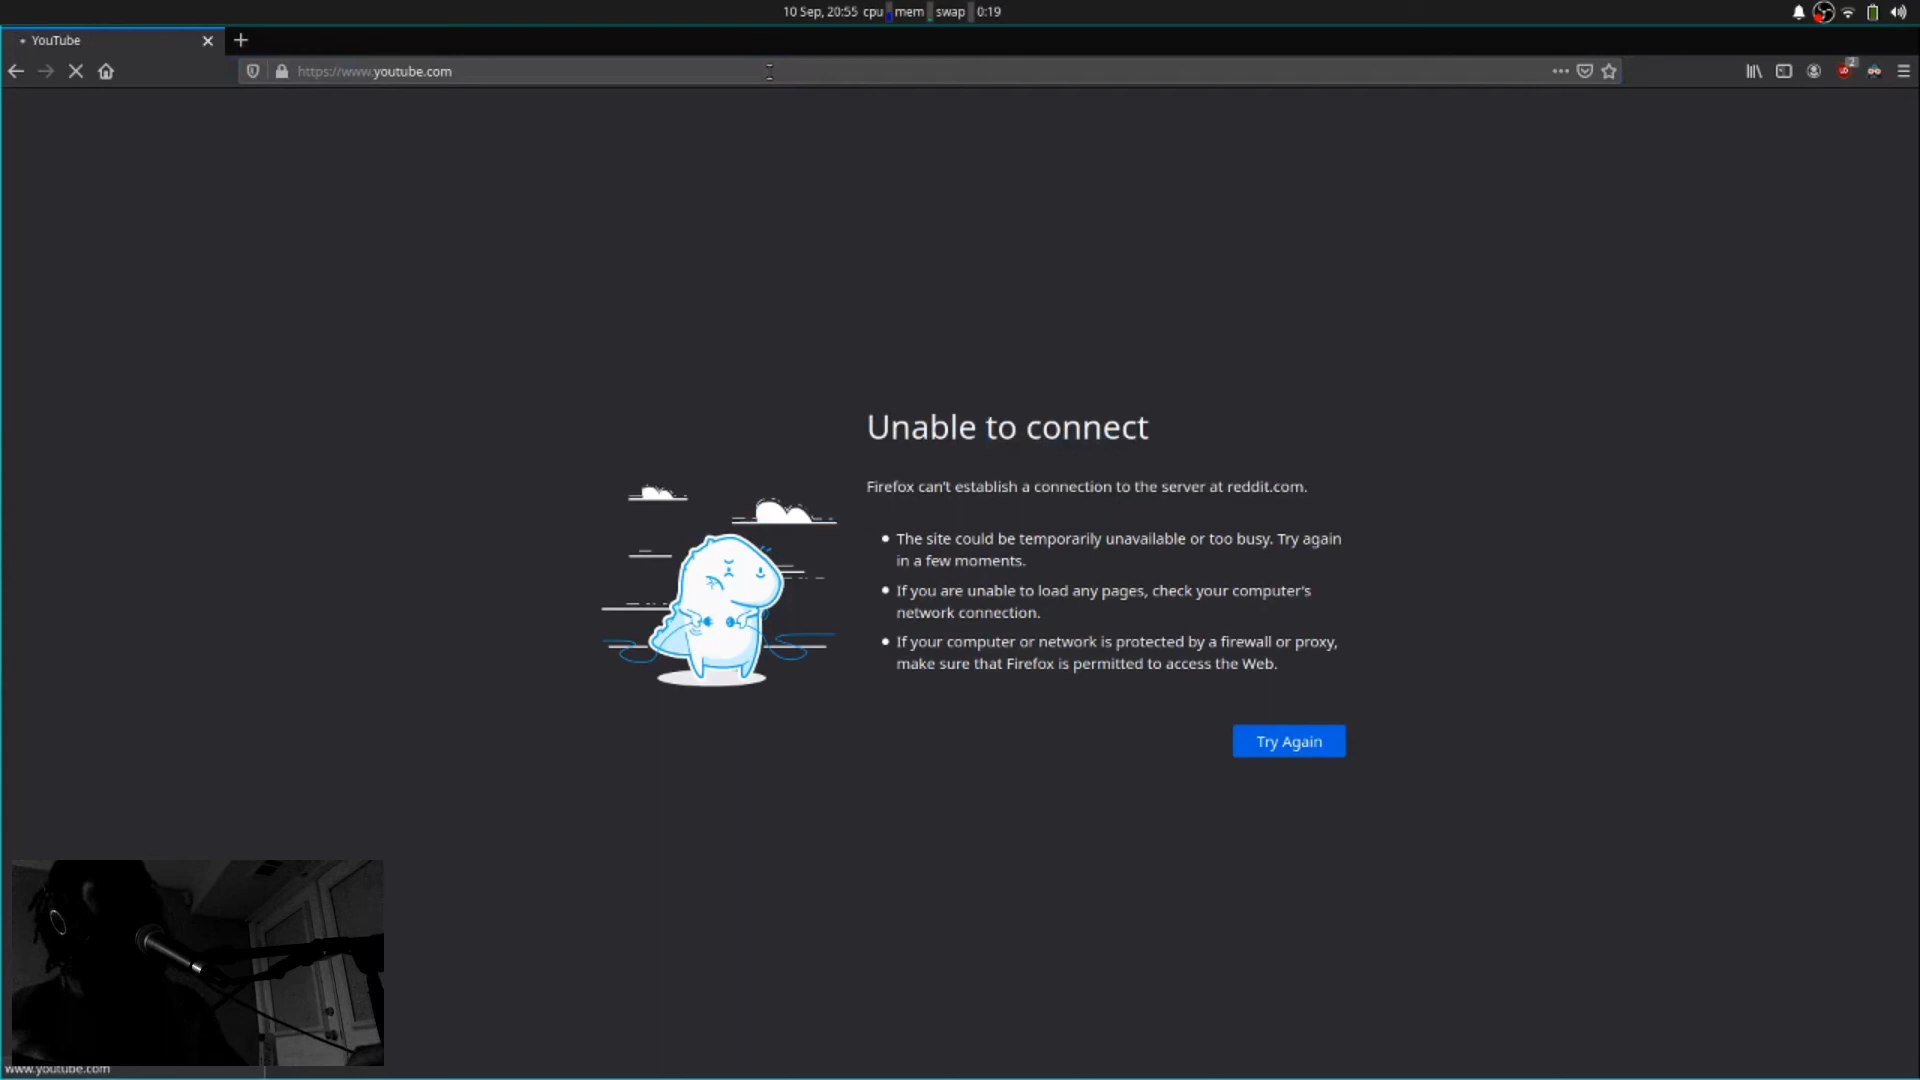 10 Sep, 20:55 cpu mem swap 0:19
YouTube
https://www.youtube.com
2
Unable to connect
Firefox can't establish a connection to the server at reddit.com.
The site could be temporarily unavailable or too busy. Try again
in a few moments.
If you are unable to load any pages, check your computer's
network connection.
If your computer or network is protected by a firewall or proxy,
make sure that Firefox is permitted to access the Web.
Try Again
www.youtube.com